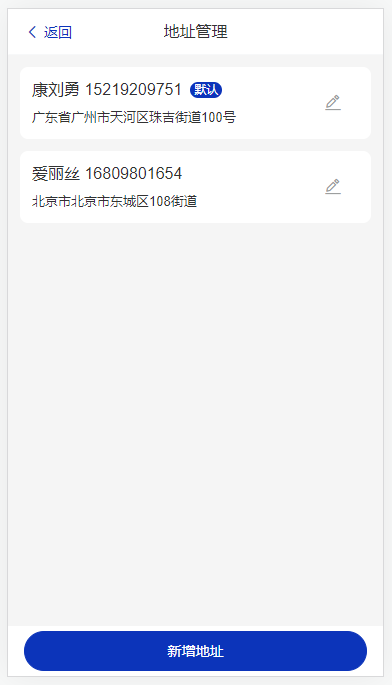 返回
地址管理
康刘勇 15219209751 默认
广东省广州市天河区珠吉街道100号
爱丽丝 16809801654
北京市北京市东城区108街道
新增地址